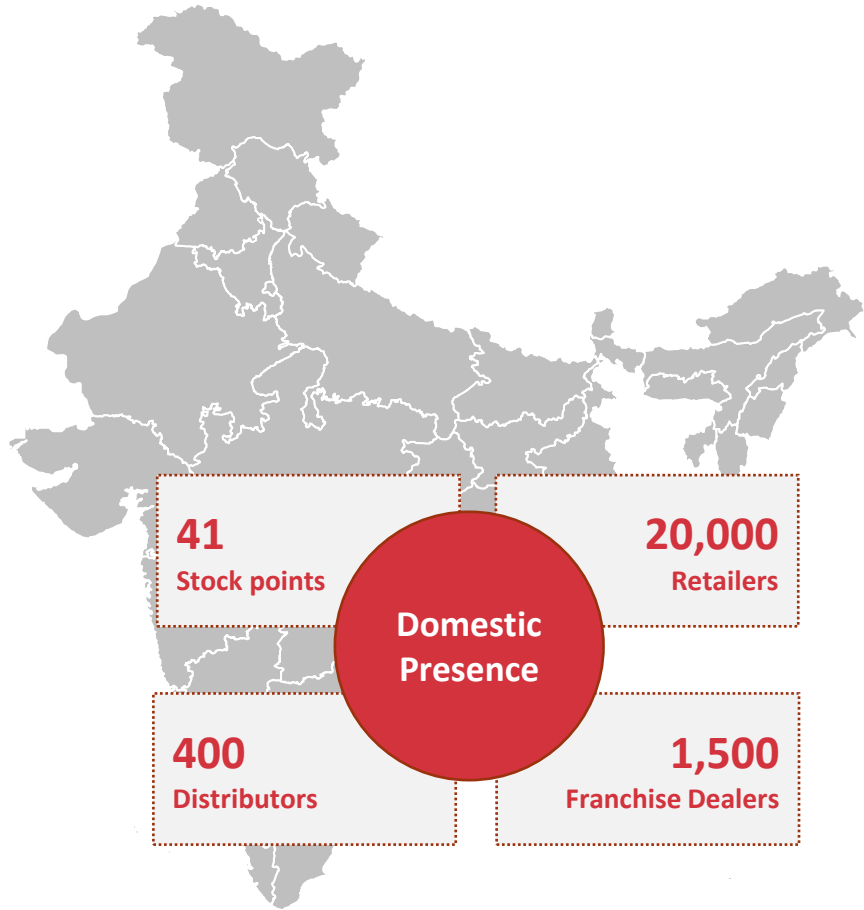 41
Stock points
20,000
Retailers
Domestic
Presence
400
Distributors
1,500
Franchise Dealers